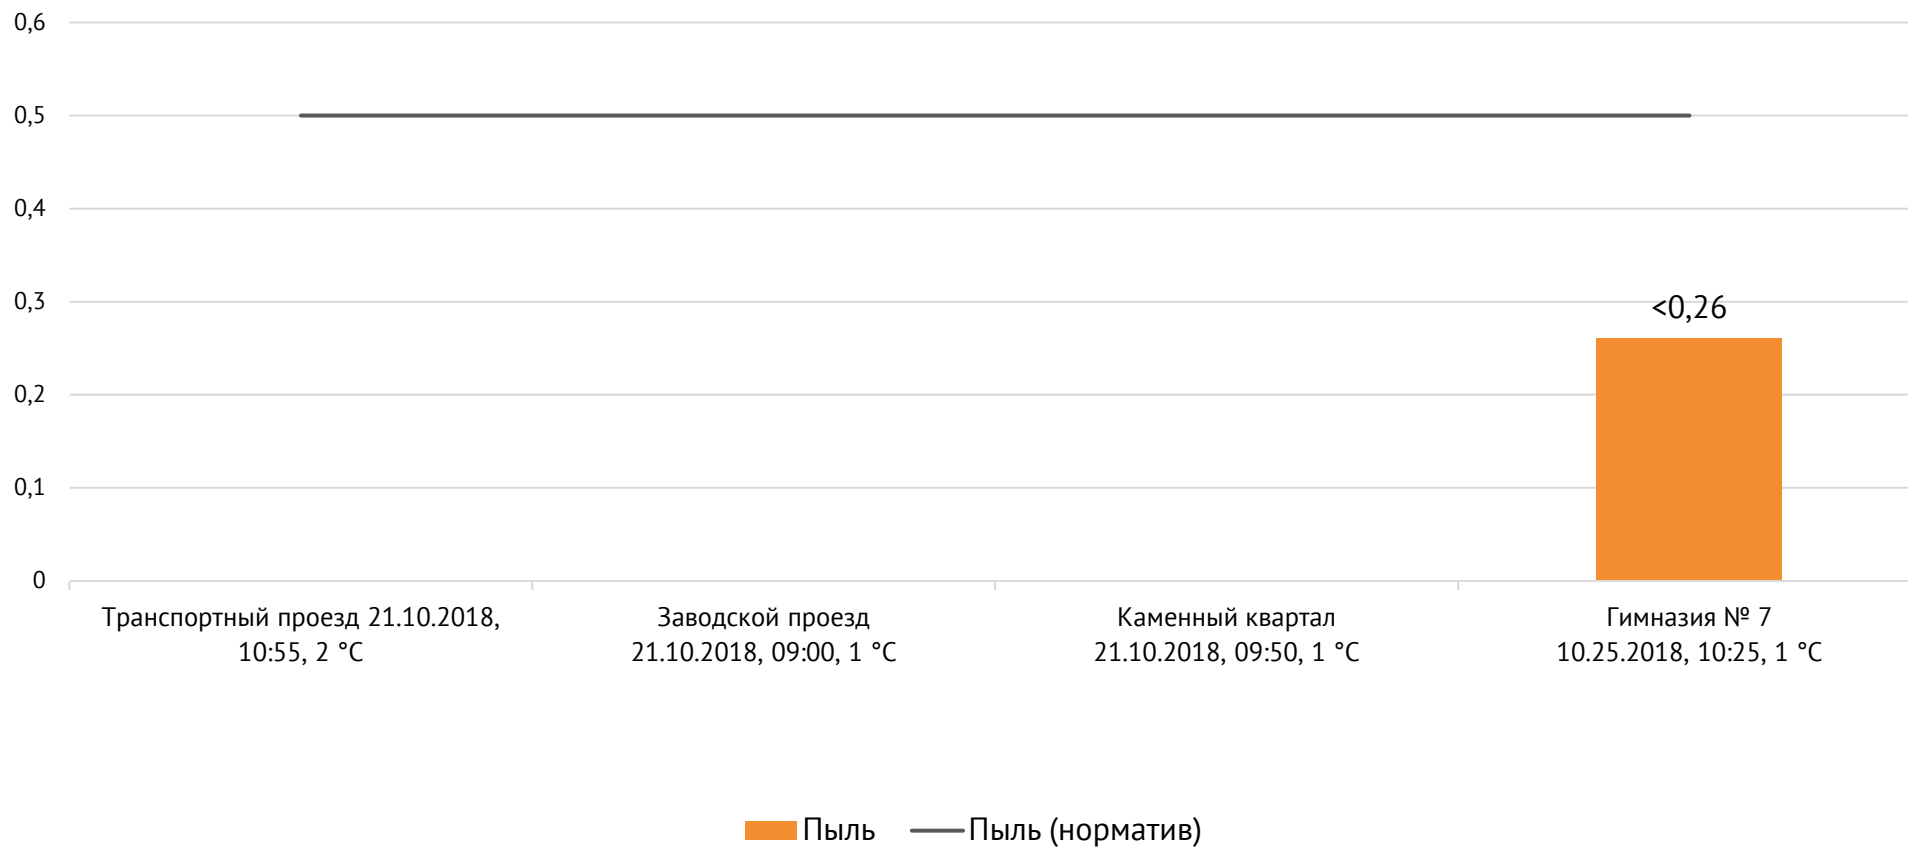 0,6
0,5
0,4
0,3
0,2
0,1
0
<0,26
Транспортный проезд 21.10.2018,
10:55, 2 °C
Заводской проезд
21.10.2018, 09:00, 1 °C
Каменный квартал
21.10.2018, 09:50, 1 °C
Гимназия № 7
10.25.2018, 10:25, 1 °C
Пыль
Пыль (норматив)